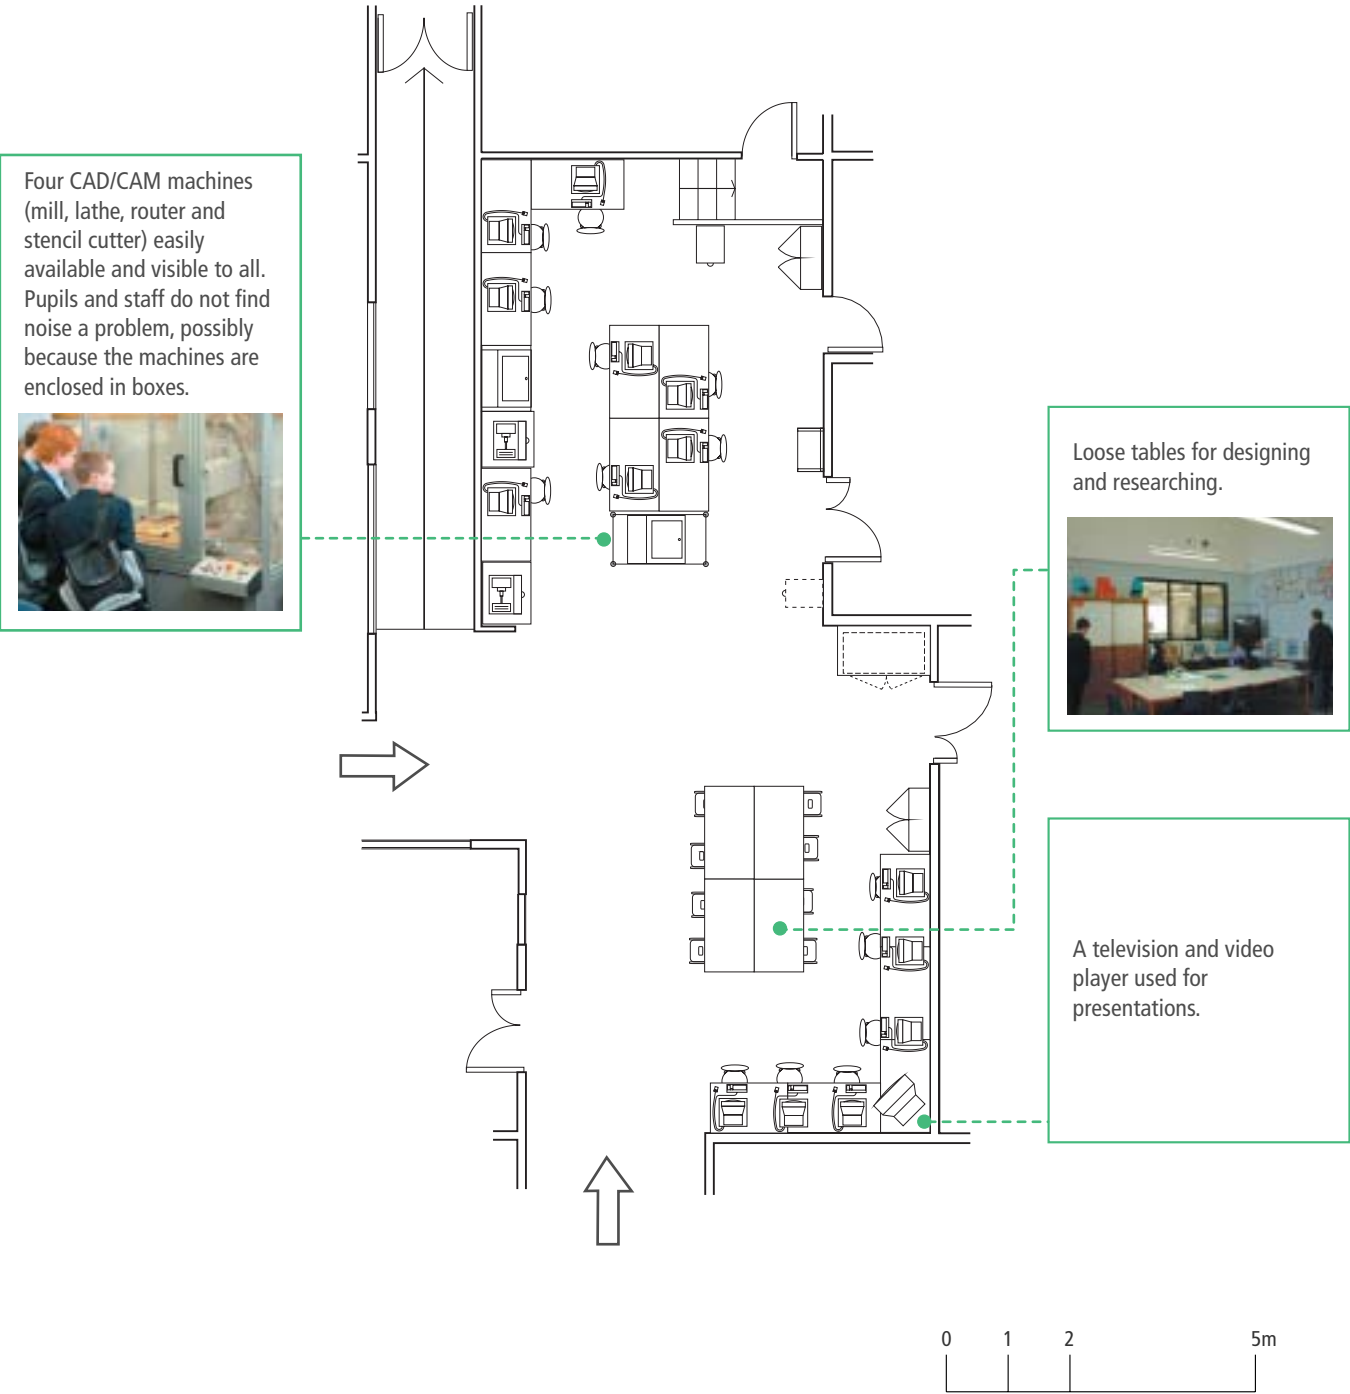 Four CAD/CAM machines
(mill, lathe, router and
stencil cutter) easily
available and visible to all.
Pupils and staff do not find
noise a problem, possibly
because the machines are
enclosed in boxes.
Loose tables for designing
and researching.
A television and video
player used for
presentations.
0 1 2 5m